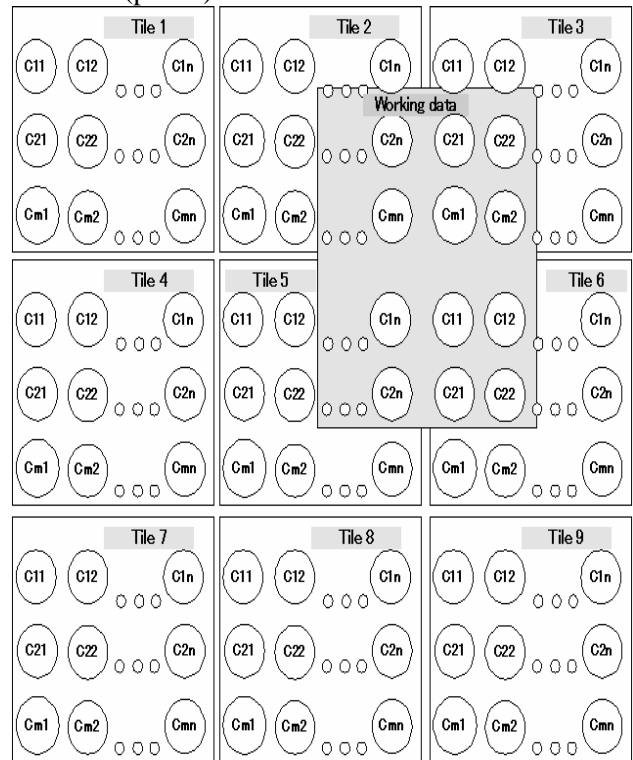 Tile 1 Tile 2 Tile 3
C11 C12 C1n C11 C12 C1n C11 C12 C1n
Working data
C21 C22 C2n C21 C22 C2n C21 C22 C2n
Cm1 Cm2 Cmn Cm1 Cm2 Cmn Cm1 Cm2 Cmn
Tile 4 Tile 5 Tile 6
C11 C12 C1n C11 C12 C1n C11 C12 C1n
C21 C22 C2n C21 C22 C2n C21 C22 C2n
Cm1 Cm2 Cmn Cm1 Cm2 Cmn Cm1 Cm2 Cmn
Tile 7 Tile 8 Tile 9
C11 C12 C1n C11 C12 C1n C11 C12 C1n
C21 C22 C2n C21 C22 C2n C21 C22 C2n
Cm1 Cm2 Cmn Cm1 Cm2 Cmn Cm1 Cm2 Cmn